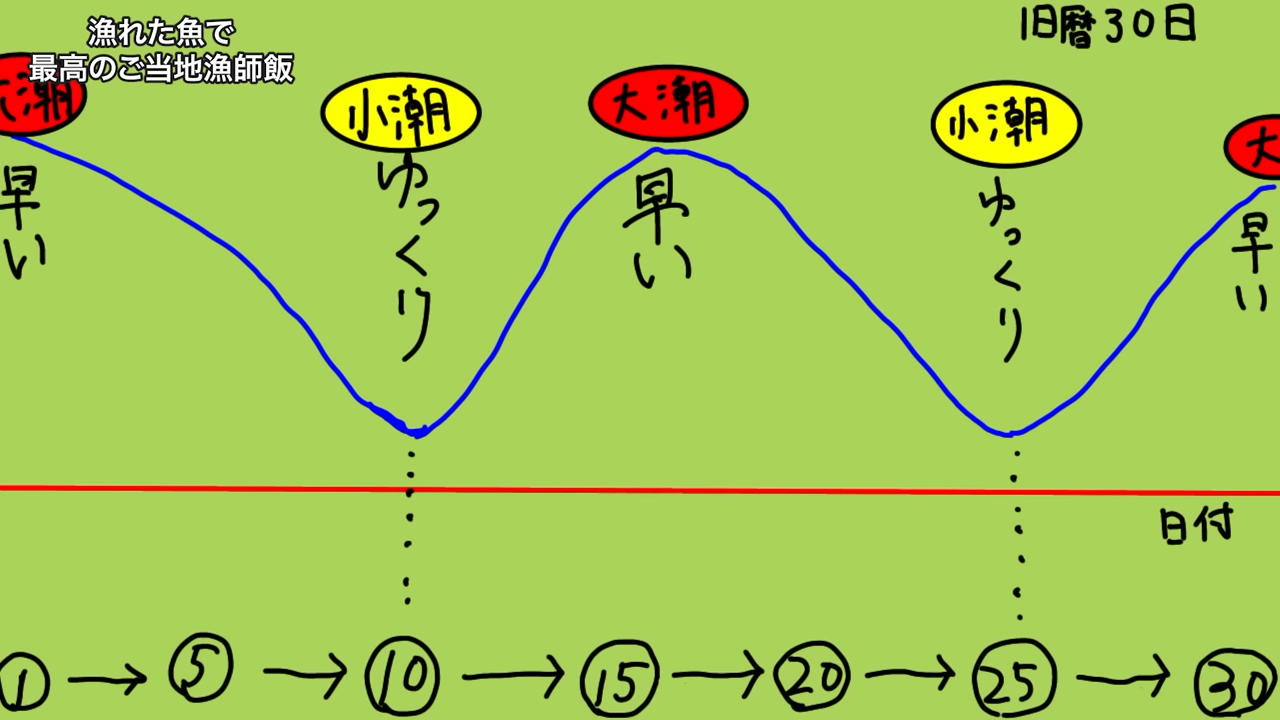 漁れた魚で
最高のご当地漁師飯
旧暦30日
大潮
小潮
大潮
小潮
大
早い
ゆっくり
早い
ゆっくり
早い
日付
1 → 5 → 10 → 15 → 20 → 25 → 30